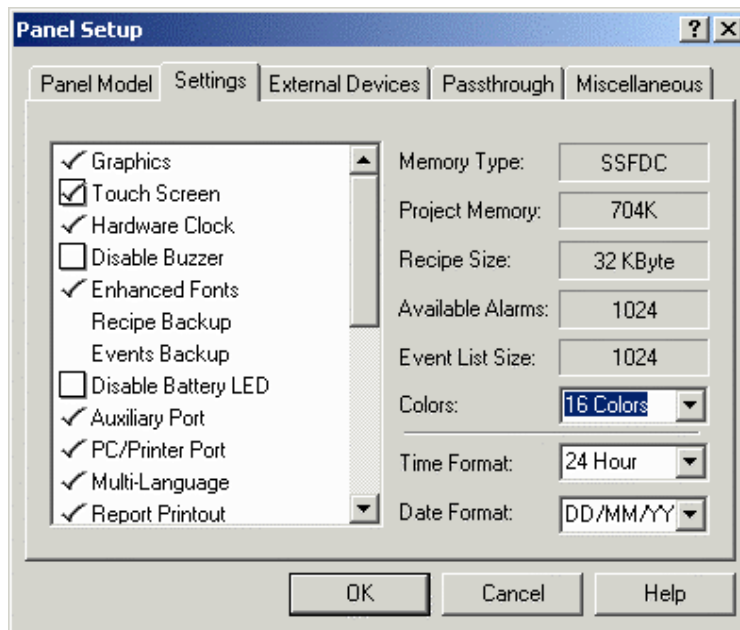 Panel Setup
Panel Model Settings External Devices Passthrough Miscellaneous
Graphics
Touch Screen
Hardware Clock
Disable Buzzer
Enhanced Fonts
Recipe Backup
Events Backup
Disable Battery LED
Auxiliary Port
PC/Printer Port
Multi-Language
Report Printout
Memory Type: SSFDC
Project Memory: 704K
Recipe Size: 32 KByte
Available Alarms: 1024
Event List Size: 1024
Colors: 16 Colors
Time Format: 24 Hour
Date Format: DD/MM/YY
OK Cancel Help